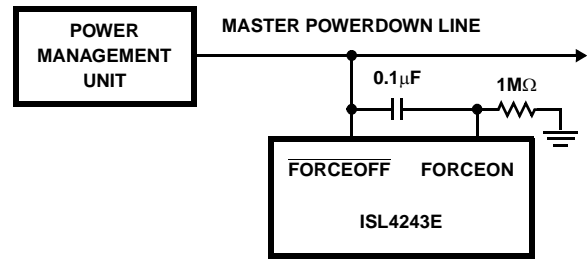 POWER
MANAGEMENT
UNIT
MASTER POWERDOWN LINE
0.1μF
1MΩ
FORCEOFF FORCEON
ISL4243E